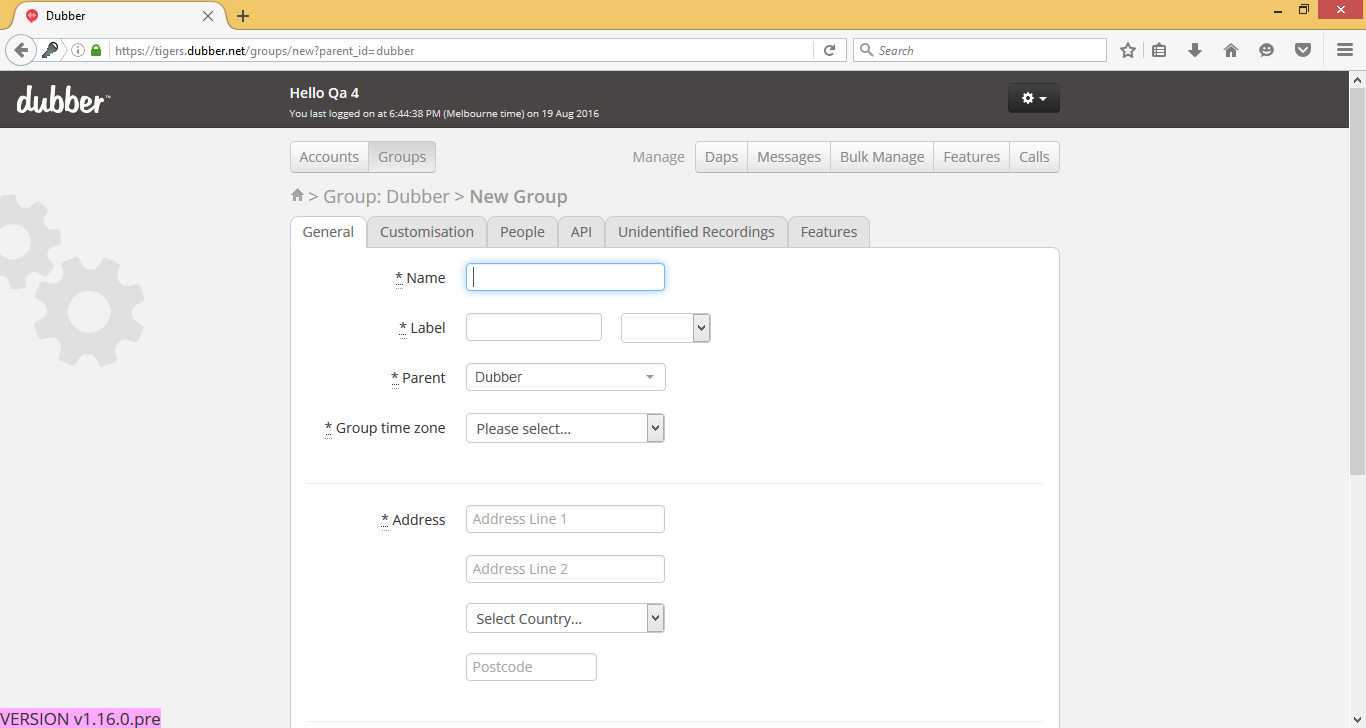 Dubber
https://tigers.dubber.net/groups/new?parent_id=dubber
Search
dubber™
Hello Qa 4
You last logged on at 6:44:38 PM (Melbourne time) on 19 Aug 2016
Accounts Groups Manage Daps Messages Bulk Manage Features Calls
> Group: Dubber > New Group
General Customisation People API Unidentified Recordings Features
* Name
* Label
* Parent Dubber
* Group time zone Please select...
* Address Address Line 1
Address Line 2
Select Country...
Postcode
VERSION v1.16.0.pre